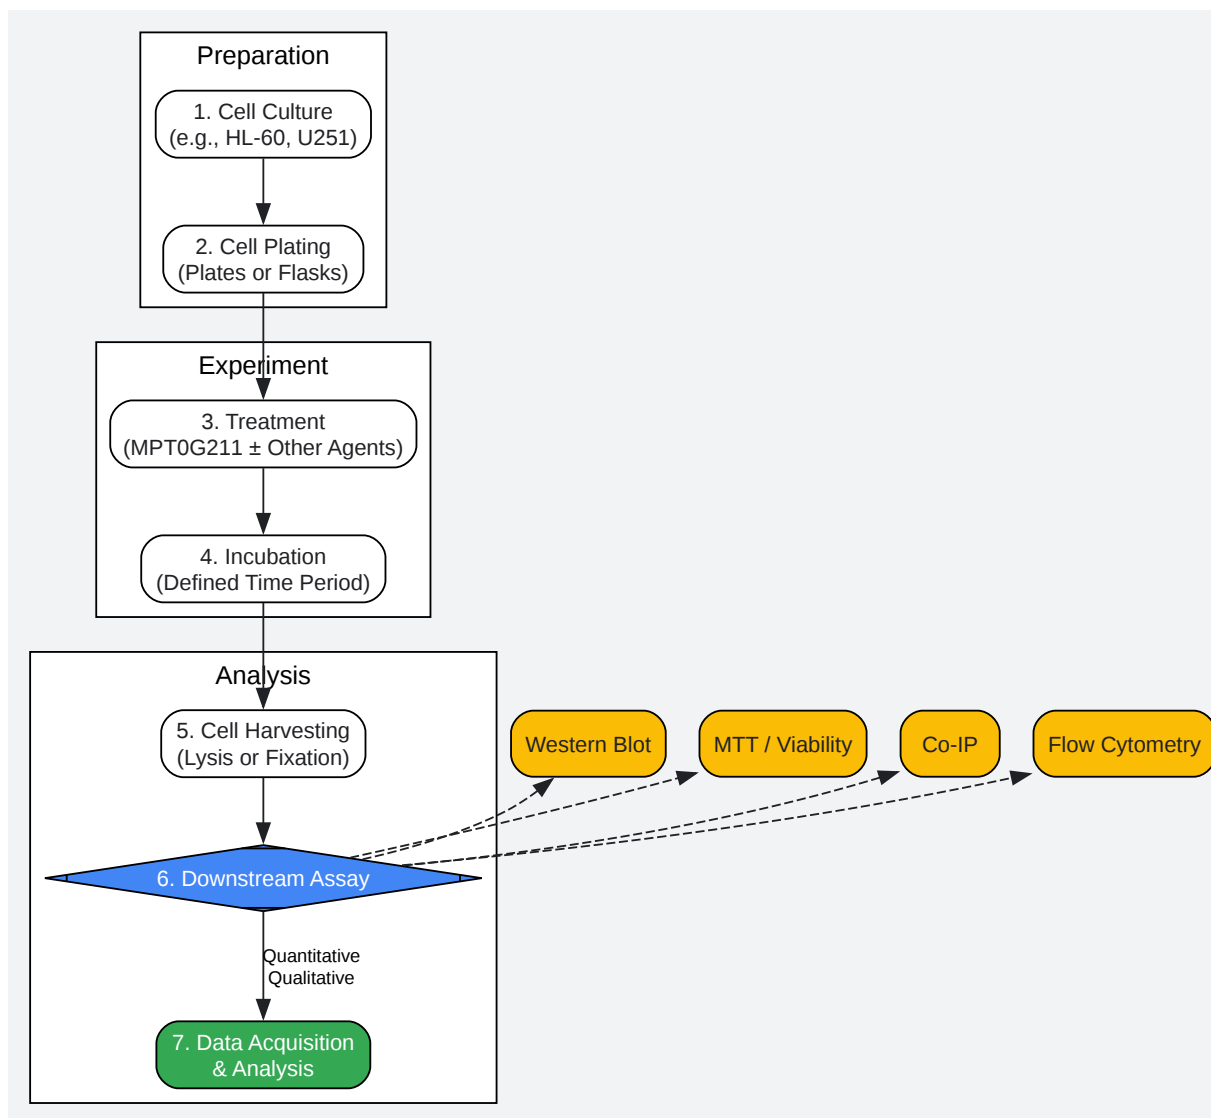 Preparation
1. Cell Culture
(e.g., HL-60, U251)
2. Cell Plating
(Plates or Flasks)
Experiment
3. Treatment
(MPT0G211 ± Other Agents)
4. Incubation
(Defined Time Period)
Analysis
5. Cell Harvesting
(Lysis or Fixation)
Western Blot
MTT / Viability
Co-IP
Flow Cytometry
6. Downstream Assay
Quantitative
Qualitative
7. Data Acquisition
& Analysis